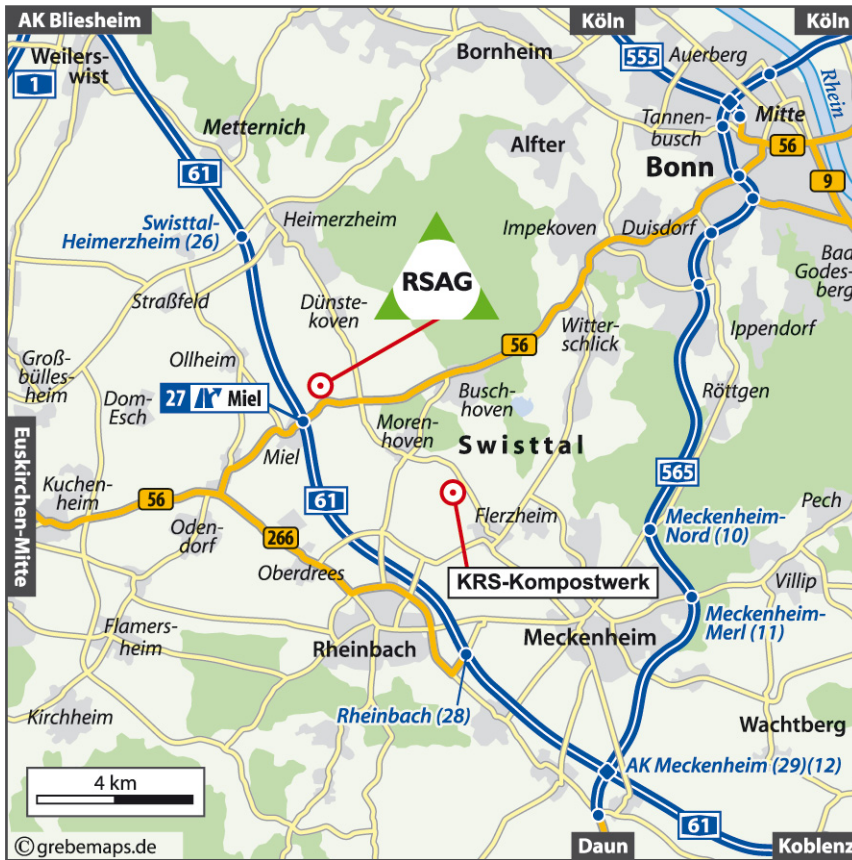 AK Bliesheim
Köln
Köln
Weilers-
wist
1
Bornheim
555
Auerberg
Rhein
Metternich
Tannen-
busch
Mitte
56
61
Alfter
Bonn
9
Swisttal-
Heimerzheim (26)
Heimerzheim
Impekoven
Duisdorf
Bad
Godes-
berg
RSAG
Straßfeld
Dünste-
koven
Witter-
schlick
Ippendorf
Groß-
bülles-
heim
Ollheim
56
Röttgen
Dom-
Esch
27 Miel
Busch-
hoven
Moren-
hoven
Swisttal
Euskirchen-Mitte
Miel
565
Kuchen-
heim
56
61
Pech
Oden-
dorf
266
Flerzheim
Meckenheim-
Nord (10)
Oberdrees
KRS-Kompostwerk
Villip
Meckenheim-
Merl (11)
Flamers-
heim
Rheinbach
Meckenheim
Kirchheim
Rheinbach (28)
Wachtberg
AK Meckenheim (29)(12)
4 km
61
© grebemaps.de
Daun
Koblenz